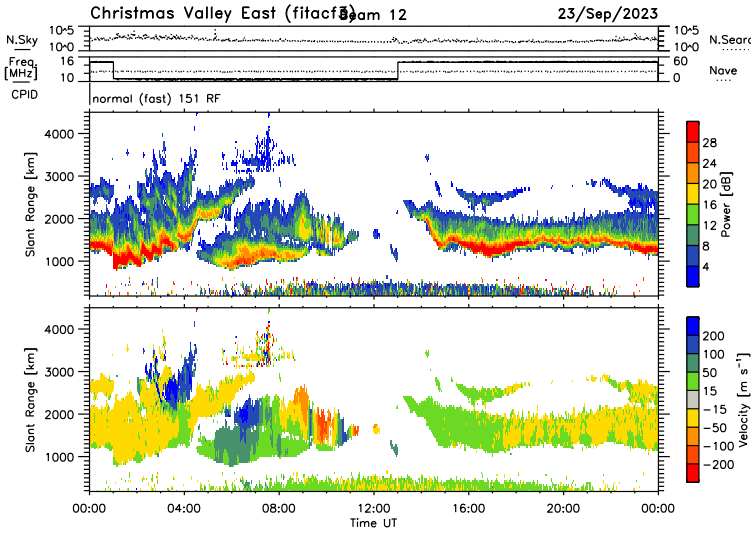 Christmas Valley East (fitacf3) Beam 12 23/Sep/2023
N.Sky 10^5 10^0 10^5 10^0 N.Sear
Freq. [MHz] 16 10 60 0 Nave
CPID normal (fast) 151 RF
Slant Range [km] 4000 3000 2000 1000
Power [dB] 28 24 20 16 12 8 4
Slant Range [km] 4000 3000 2000 1000
Velocity [m s⁻¹] 200 100 50 15 −15 −50 −100 −200
00:00 04:00 08:00 12:00 16:00 20:00 00:00
Time UT